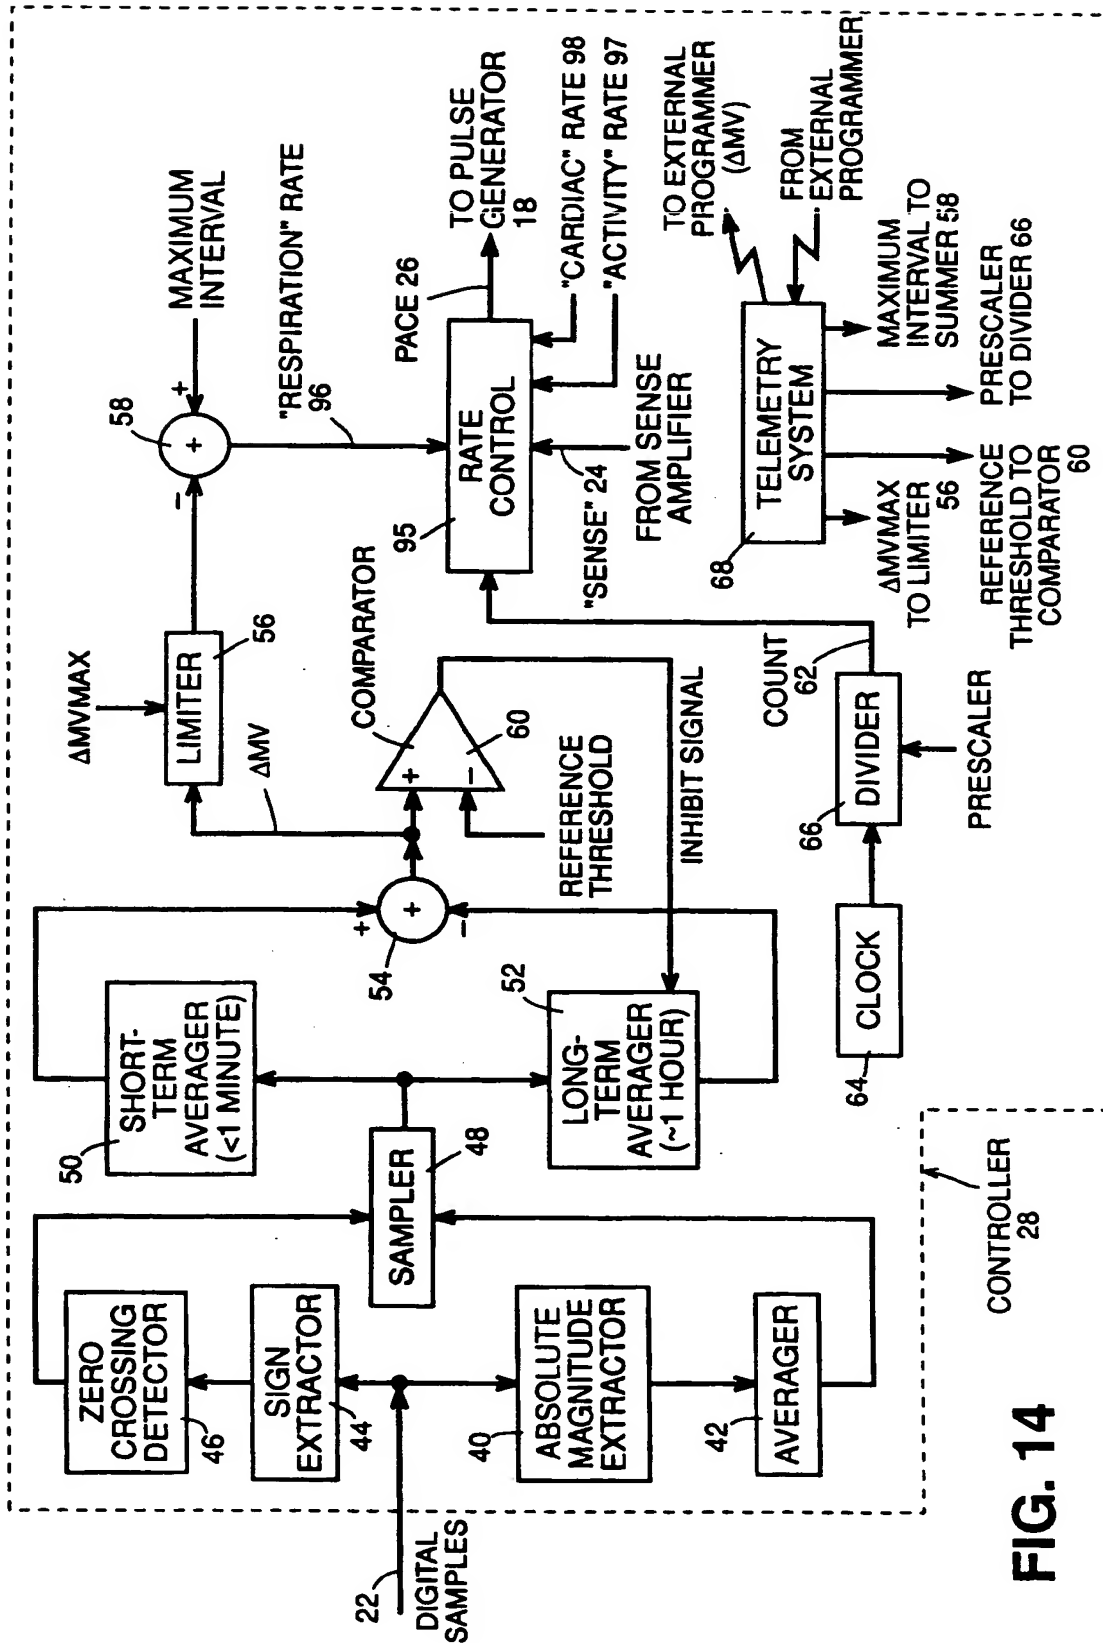 ZERO
CROSSING
DETECTOR
46
SIGN
EXTRACTOR
44
22
DIGITAL
SAMPLES
40
ABSOLUTE
MAGNITUDE
EXTRACTOR
42
AVERAGER
SAMPLER
48
50
SHORT-
TERM
AVERAGER
(<1 MINUTE)
52
LONG-
TERM
AVERAGER
(~1 HOUR)
+
+
−
54
ΔMV
ΔMVMAX
LIMITER
56
COMPARATOR
+
−
60
REFERENCE
THRESHOLD
INHIBIT SIGNAL
58
−
+
+
MAXIMUM
INTERVAL
"RESPIRATION" RATE
96
95
RATE
CONTROL
PACE 26
TO PULSE
GENERATOR
18
"CARDIAC" RATE 98
"ACTIVITY" RATE 97
"SENSE" 24
FROM SENSE
AMPLIFIER
64
CLOCK
66
DIVIDER
COUNT
62
PRESCALER
68
TELEMETRY
SYSTEM
TO EXTERNAL
PROGRAMMER
(ΔMV)
FROM
EXTERNAL
PROGRAMMER
ΔMVMAX
TO LIMITER
56
REFERENCE
THRESHOLD TO
COMPARATOR
60
PRESCALER
TO DIVIDER 66
MAXIMUM
INTERVAL TO
SUMMER 58
CONTROLLER
28
FIG. 14